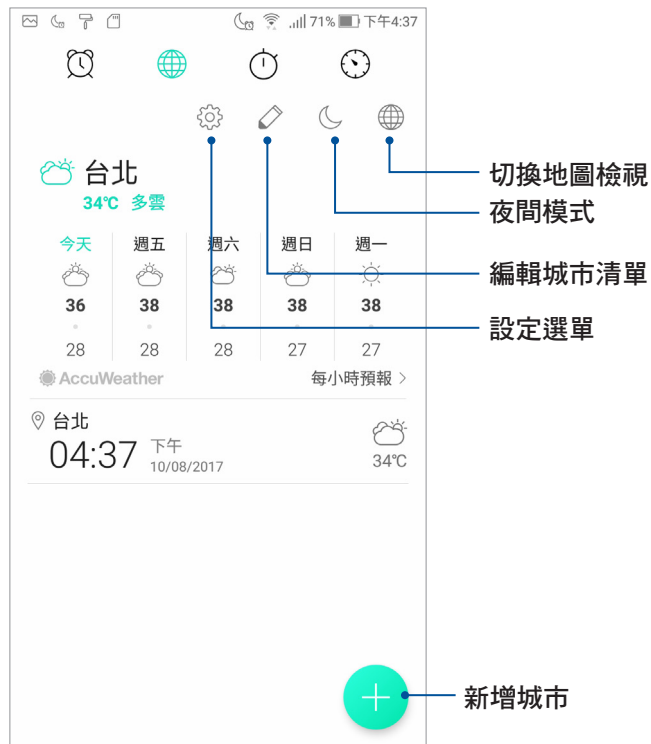 71% 下午4:37
台北
34℃ 多雲
今天 週五 週六 週日 週一
36 38 38 38 38
28 28 28 27 27
AccuWeather 每小時預報 >
台北
04:37 下午
10/08/2017
34℃
切換地圖檢視
夜間模式
編輯城市清單
設定選單
新增城市